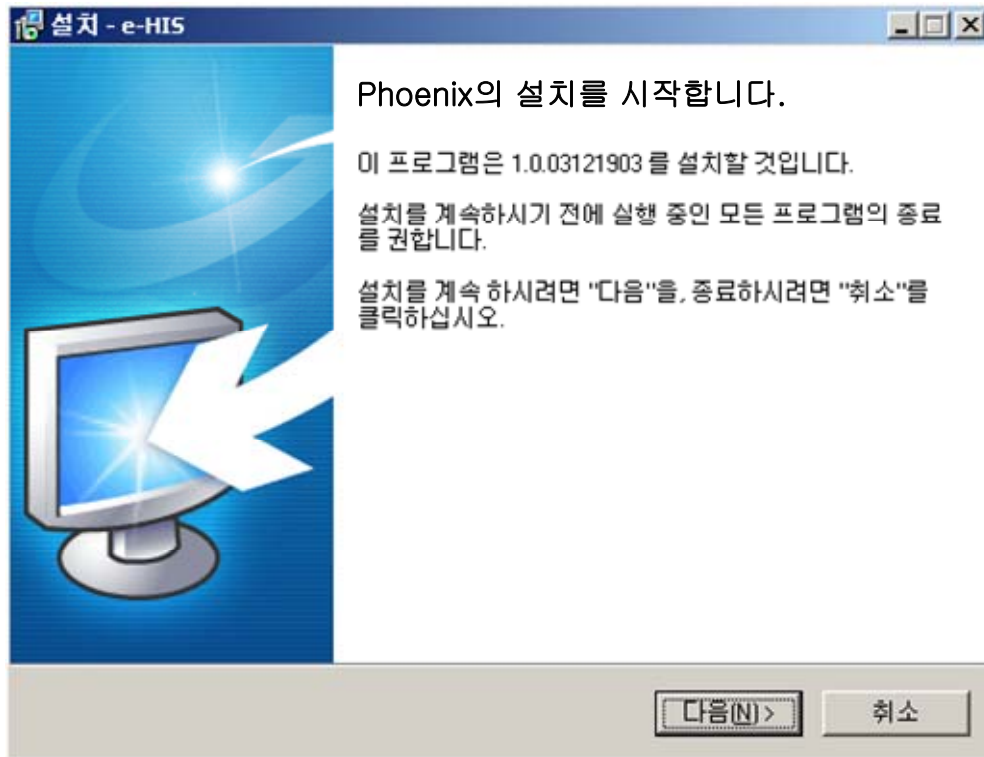 설치 - e-HIS
Phoenix의 설치를 시작합니다.
이 프로그램은 1.0.03121903 를 설치할 것입니다.
설치를 계속하시기 전에 실행 중인 모든 프로그램의 종료
를 권합니다.
설치를 계속 하시려면 "다음"을, 종료하시려면 "취소"를
클릭하십시오.
다음(N) >
취소